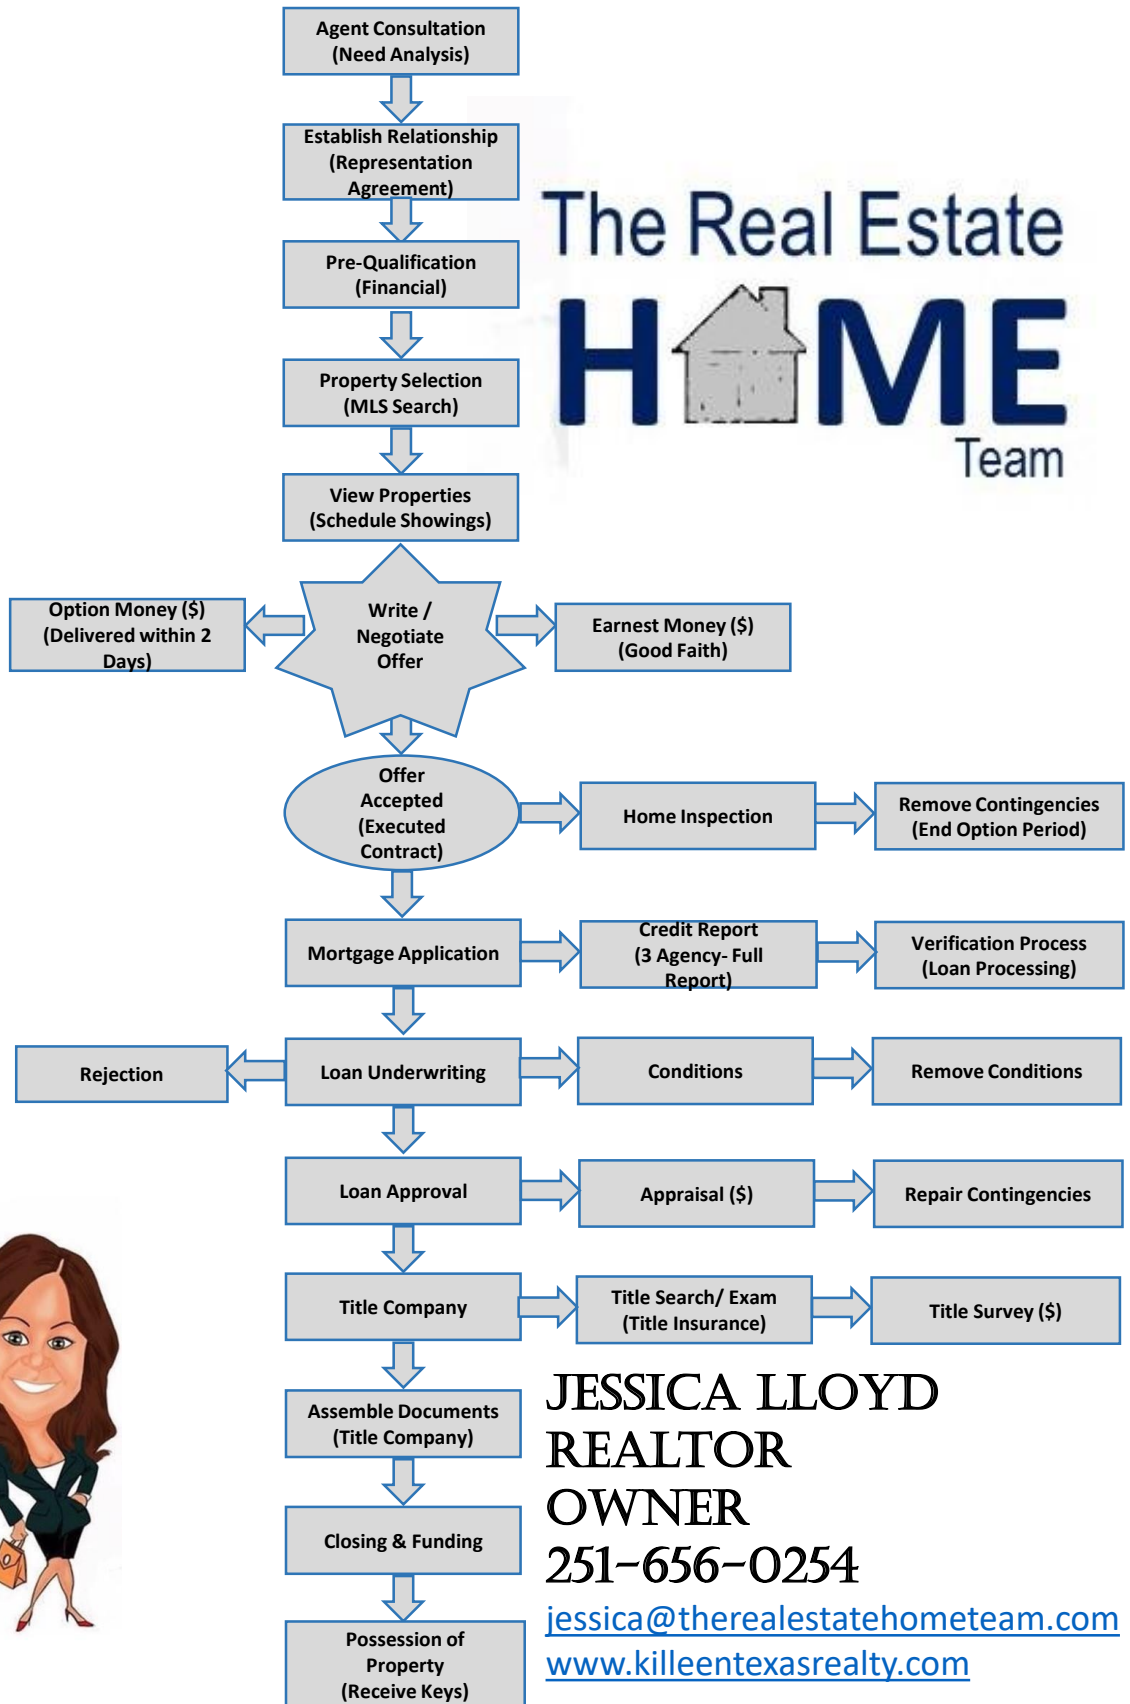 Agent Consultation
(Need Analysis)
Establish Relationship
(Representation
Agreement)
Pre-Qualification
(Financial)
The Real Estate
HOME
Team
Property Selection
(MLS Search)
View Properties
(Schedule Showings)
Option Money ($)
(Delivered within 2
Days)
Write /
Negotiate
Offer
Earnest Money ($)
(Good Faith)
Offer
Accepted
(Executed
Contract)
Home Inspection
Remove Contingencies
(End Option Period)
Mortgage Application
Credit Report
(3 Agency- Full
Report)
Verification Process
(Loan Processing)
Rejection
Loan Underwriting
Conditions
Remove Conditions
Loan Approval
Appraisal ($)
Repair Contingencies
Title Company
Title Search/ Exam
(Title Insurance)
Title Survey ($)
Assemble Documents
(Title Company)
Closing & Funding
Possession of
Property
(Receive Keys)
JESSICA LLOYD
REALTOR
OWNER
251-656-0254
jessica@therealestatehometeam.com
www.killeentexasrealty.com